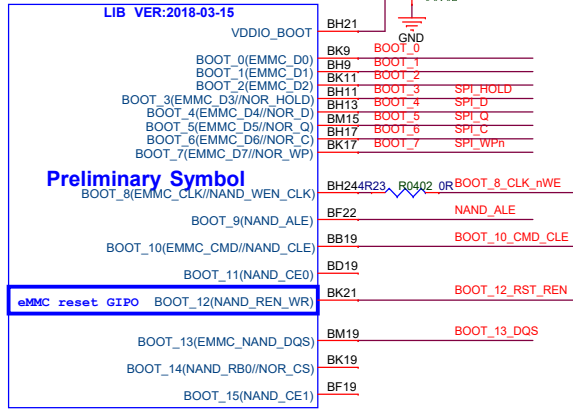 LIB VER:2018-03-15
VDDIO_BOOT BH21
GND
BOOT_0(EMMC_D0) BK9 BOOT_0
BOOT_1(EMMC_D1) BH9 BOOT_1
BOOT_2(EMMC_D2) BK11 BOOT_2
BOOT_3(EMMC_D3//NOR_HOLD) BH11 BOOT_3 SPI_HOLD
BOOT_4(EMMC_D4//NOR_D) BH13 BOOT_4 SPI_D
BOOT_5(EMMC_D5//NOR_Q) BM15 BOOT_5 SPI_Q
BOOT_6(EMMC_D6//NOR_C) BH17 BOOT_6 SPI_C
BOOT_7(EMMC_D7//NOR_WP) BK17 BOOT_7 SPI_WPn
Preliminary Symbol
BOOT_8(EMMC_CLK//NAND_WEN_CLK) BH24 4R23 R0402 0R BOOT_8_CLK_nWE
BOOT_9(NAND_ALE) BF22 NAND_ALE
BOOT_10(EMMC_CMD//NAND_CLE) BB19 BOOT_10_CMD_CLE
BOOT_11(NAND_CE0) BD19
eMMC reset GIPO BOOT_12(NAND_REN_WR) BK21 BOOT_12_RST_REN
BOOT_13(EMMC_NAND_DQS) BM19 BOOT_13_DQS
BOOT_14(NAND_RB0//NOR_CS) BK19
BOOT_15(NAND_CE1) BF19